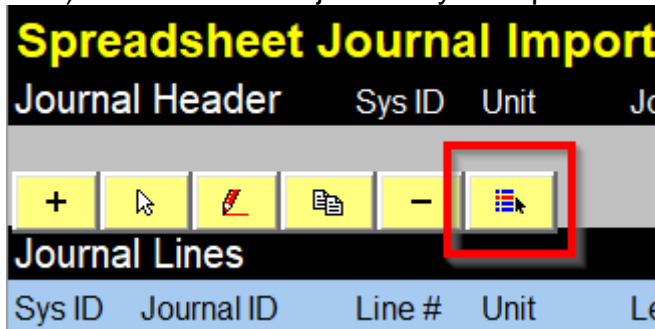 Spreadsheet Journal Import
Journal Header Sys ID Unit
+ −
Journal Lines
Sys ID Journal ID Line # Unit